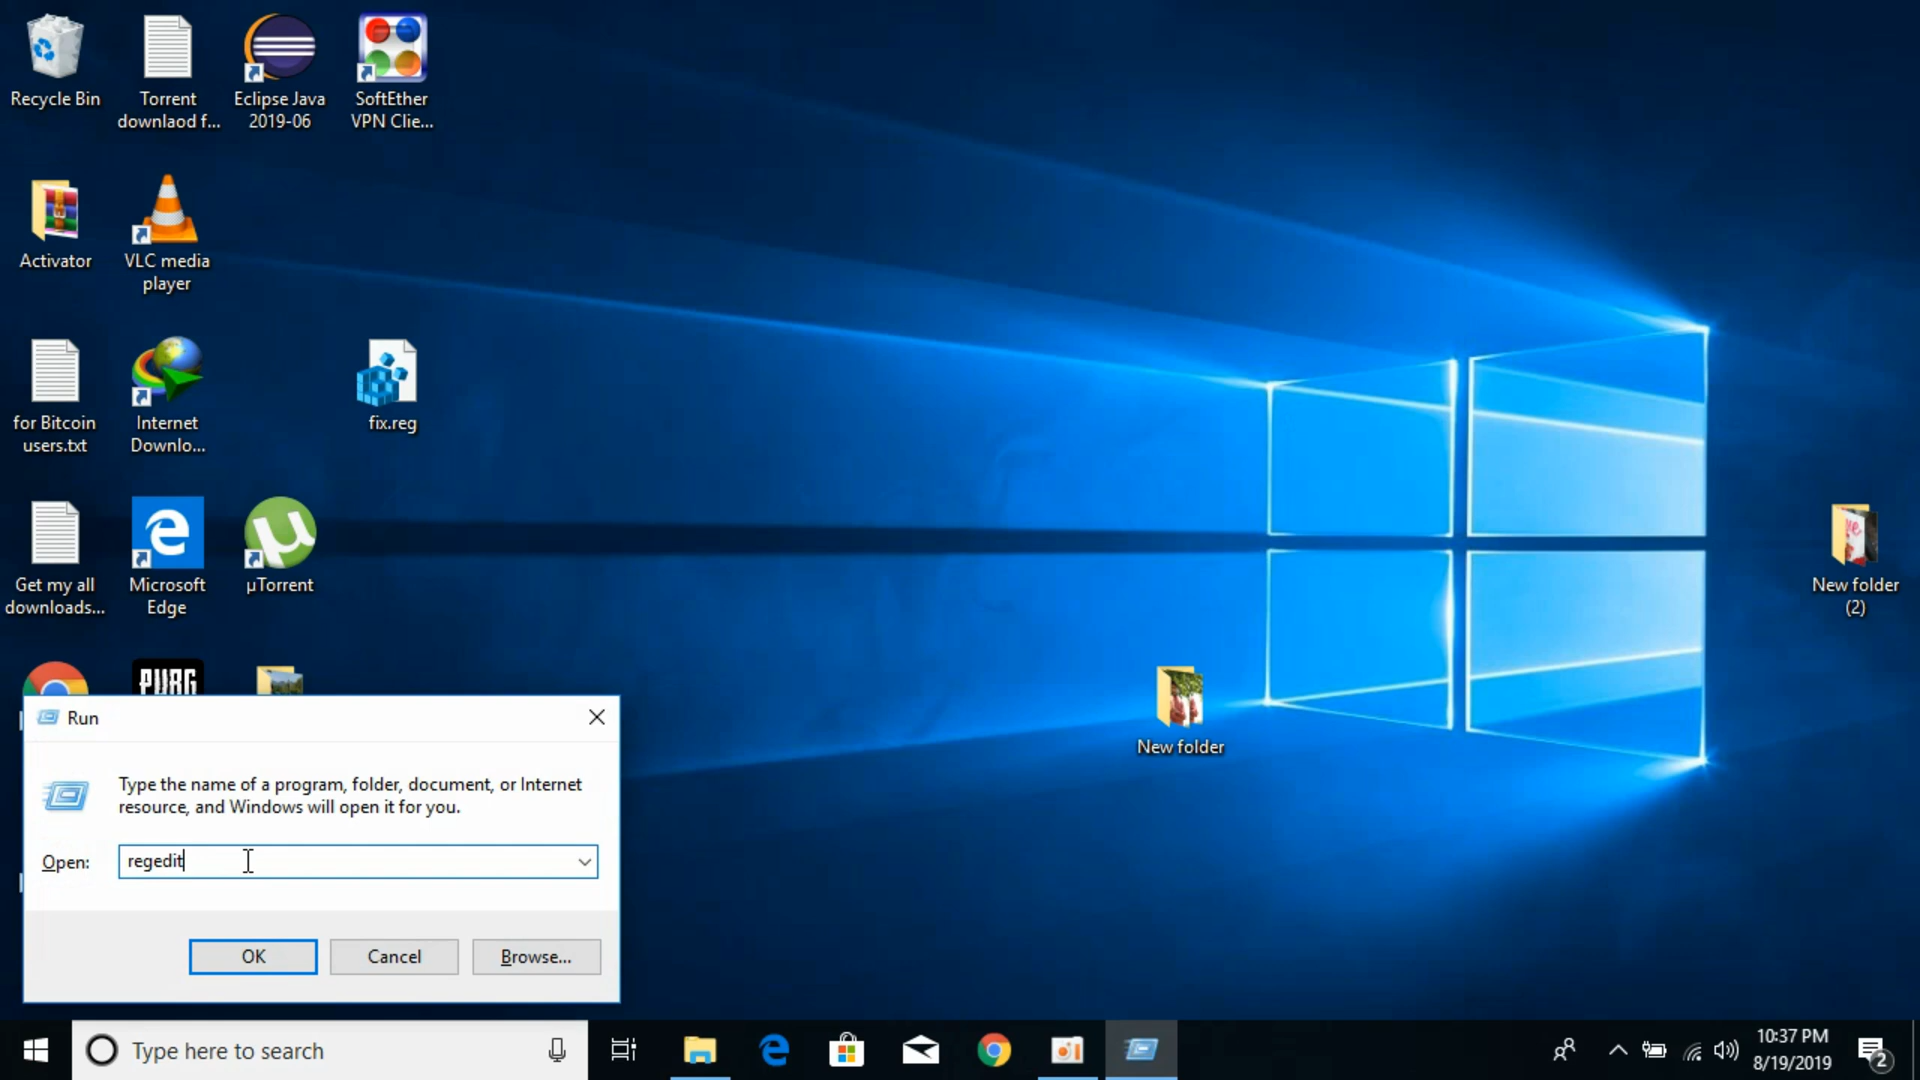 Recycle Bin
Torrent
downlaod f...
Eclipse Java
2019-06
SoftEther
VPN Clie...
Activator
VLC media
player
for Bitcoin
users.txt
Internet
Downlo...
fix.reg
Get my all
downloads...
Microsoft
Edge
µTorrent
PUBG
New folder
(2)
New folder
Run
Type the name of a program, folder, document, or Internet
resource, and Windows will open it for you.
Open:
regedit
OK
Cancel
Browse...
Type here to search
10:37 PM
8/19/2019
2